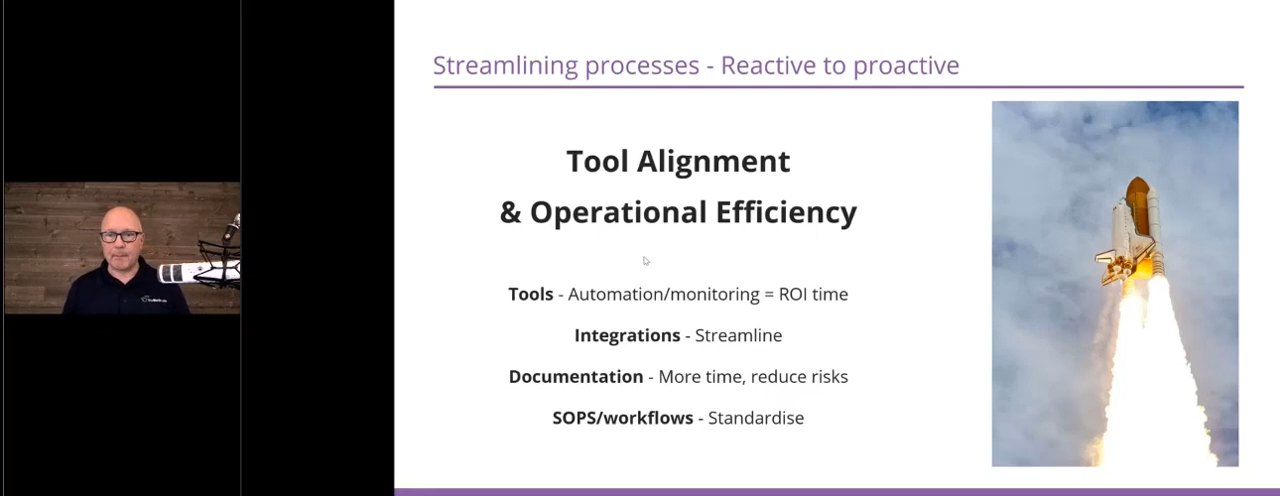 Streamlining processes - Reactive to proactive
Tool Alignment
& Operational Efficiency
Tools - Automation/monitoring = ROI time
Integrations - Streamline
Documentation - More time, reduce risks
SOPS/workflows - Standardise